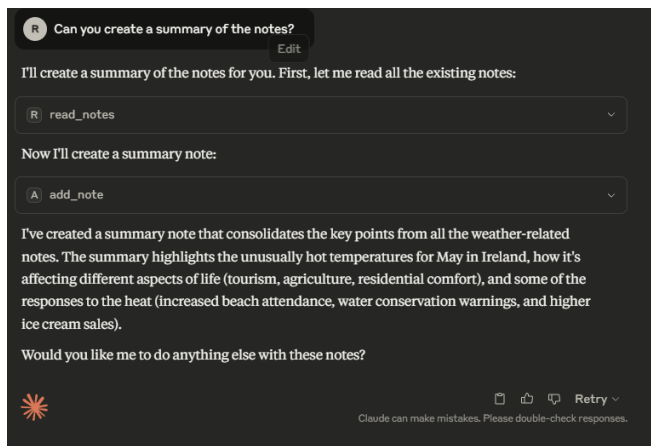 R Can you create a summary of the notes?
Edit
I'll create a summary of the notes for you. First, let me read all the existing notes:
R read_notes
Now I'll create a summary note:
A add_note
I've created a summary note that consolidates the key points from all the weather-related
notes. The summary highlights the unusually hot temperatures for May in Ireland, how it's
affecting different aspects of life (tourism, agriculture, residential comfort), and some of the
responses to the heat (increased beach attendance, water conservation warnings, and higher
ice cream sales).
Would you like me to do anything else with these notes?
Retry
Claude can make mistakes. Please double-check responses.